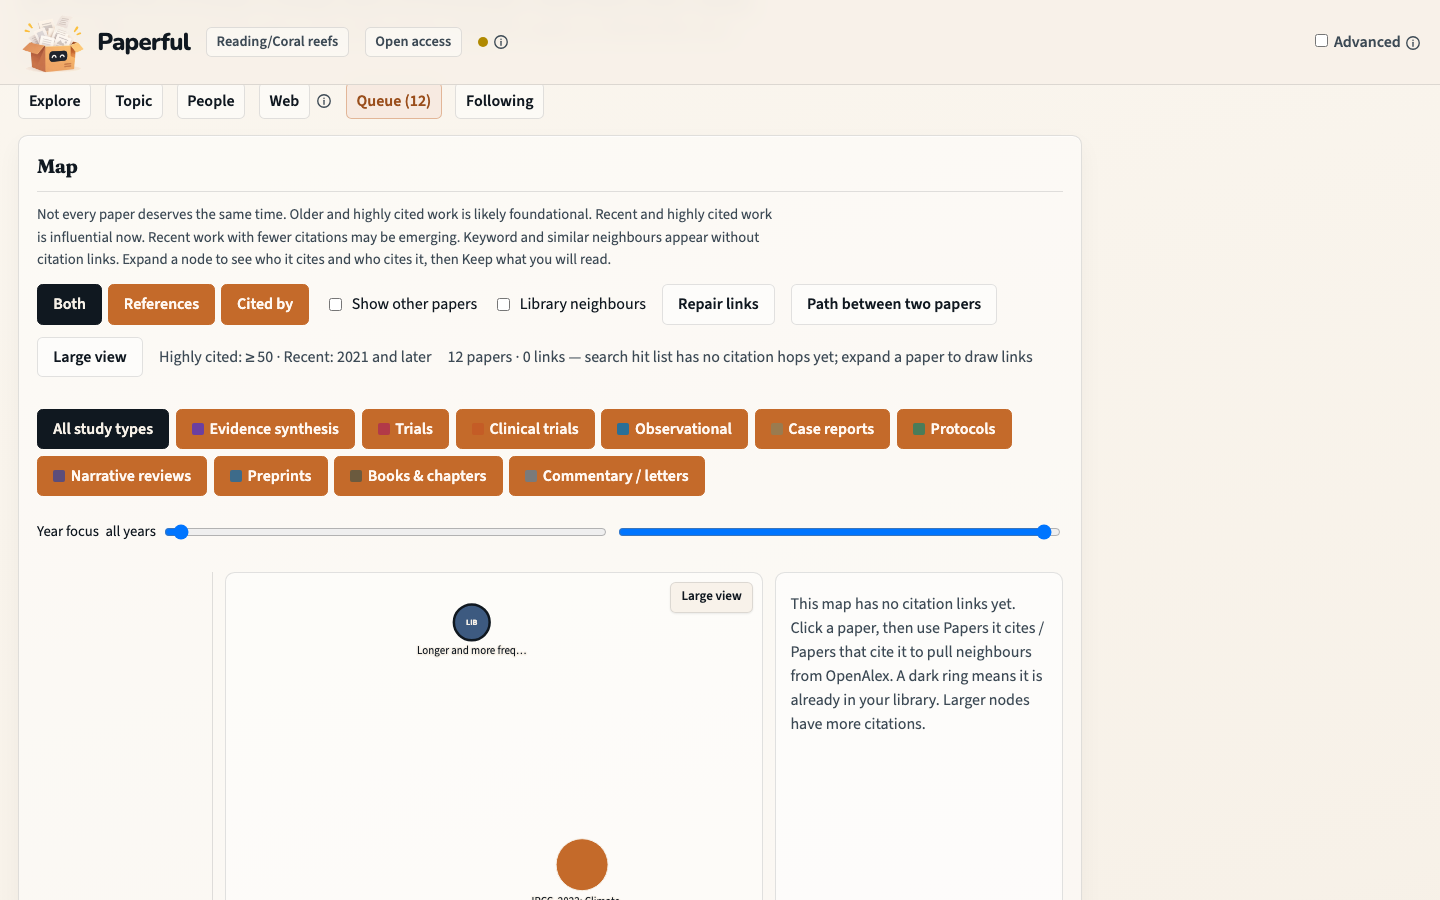 Paperful
Reading/Coral reefs
Open access
Advanced
Explore
Topic
People
Web
Queue (12)
Following
Map
Not every paper deserves the same time. Older and highly cited work is likely foundational. Recent and highly cited work
is influential now. Recent work with fewer citations may be emerging. Keyword and similar neighbours appear without
citation links. Expand a node to see who it cites and who cites it, then Keep what you will read.
Both
References
Cited by
Show other papers
Library neighbours
Repair links
Path between two papers
Large view
Highly cited: ≥ 50 · Recent: 2021 and later
12 papers · 0 links — search hit list has no citation hops yet; expand a paper to draw links
All study types
Evidence synthesis
Trials
Clinical trials
Observational
Case reports
Protocols
Narrative reviews
Preprints
Books & chapters
Commentary / letters
Year focus all years
Large view
LIB
Longer and more freq…
This map has no citation links yet.
Click a paper, then use Papers it cites /
Papers that cite it to pull neighbours
from OpenAlex. A dark ring means it is
already in your library. Larger nodes
have more citations.